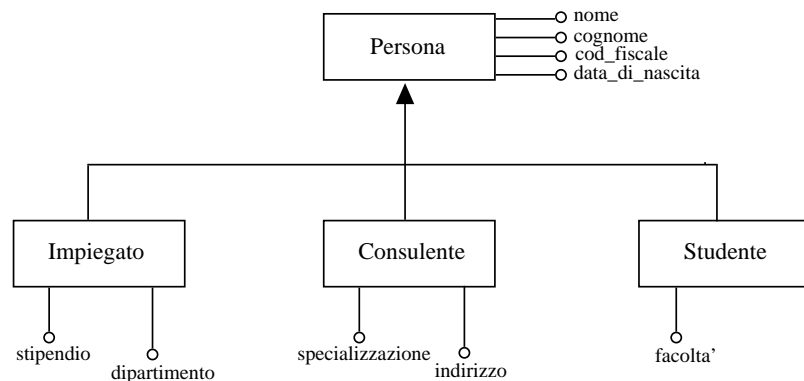 nome
Persona
cognome
cod_fiscale
data_di_nascita
Impiegato
Consulente
Studente
stipendio
dipartimento
specializzazione
indirizzo
facolta’